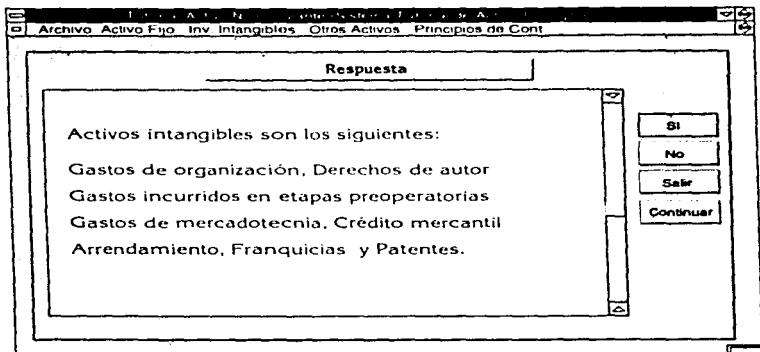 Archivo Activo Fijo Inv. Intangibles Otros Activos Principios de Cont
Respuesta
Activos intangibles son los siguientes:
Gastos de organización, Derechos de autor
Gastos incurridos en etapas preoperatorias
Gastos de mercadotecnia, Crédito mercantil
Arrendamiento, Franquicias y Patentes.
SI
No
Salir
Continuar